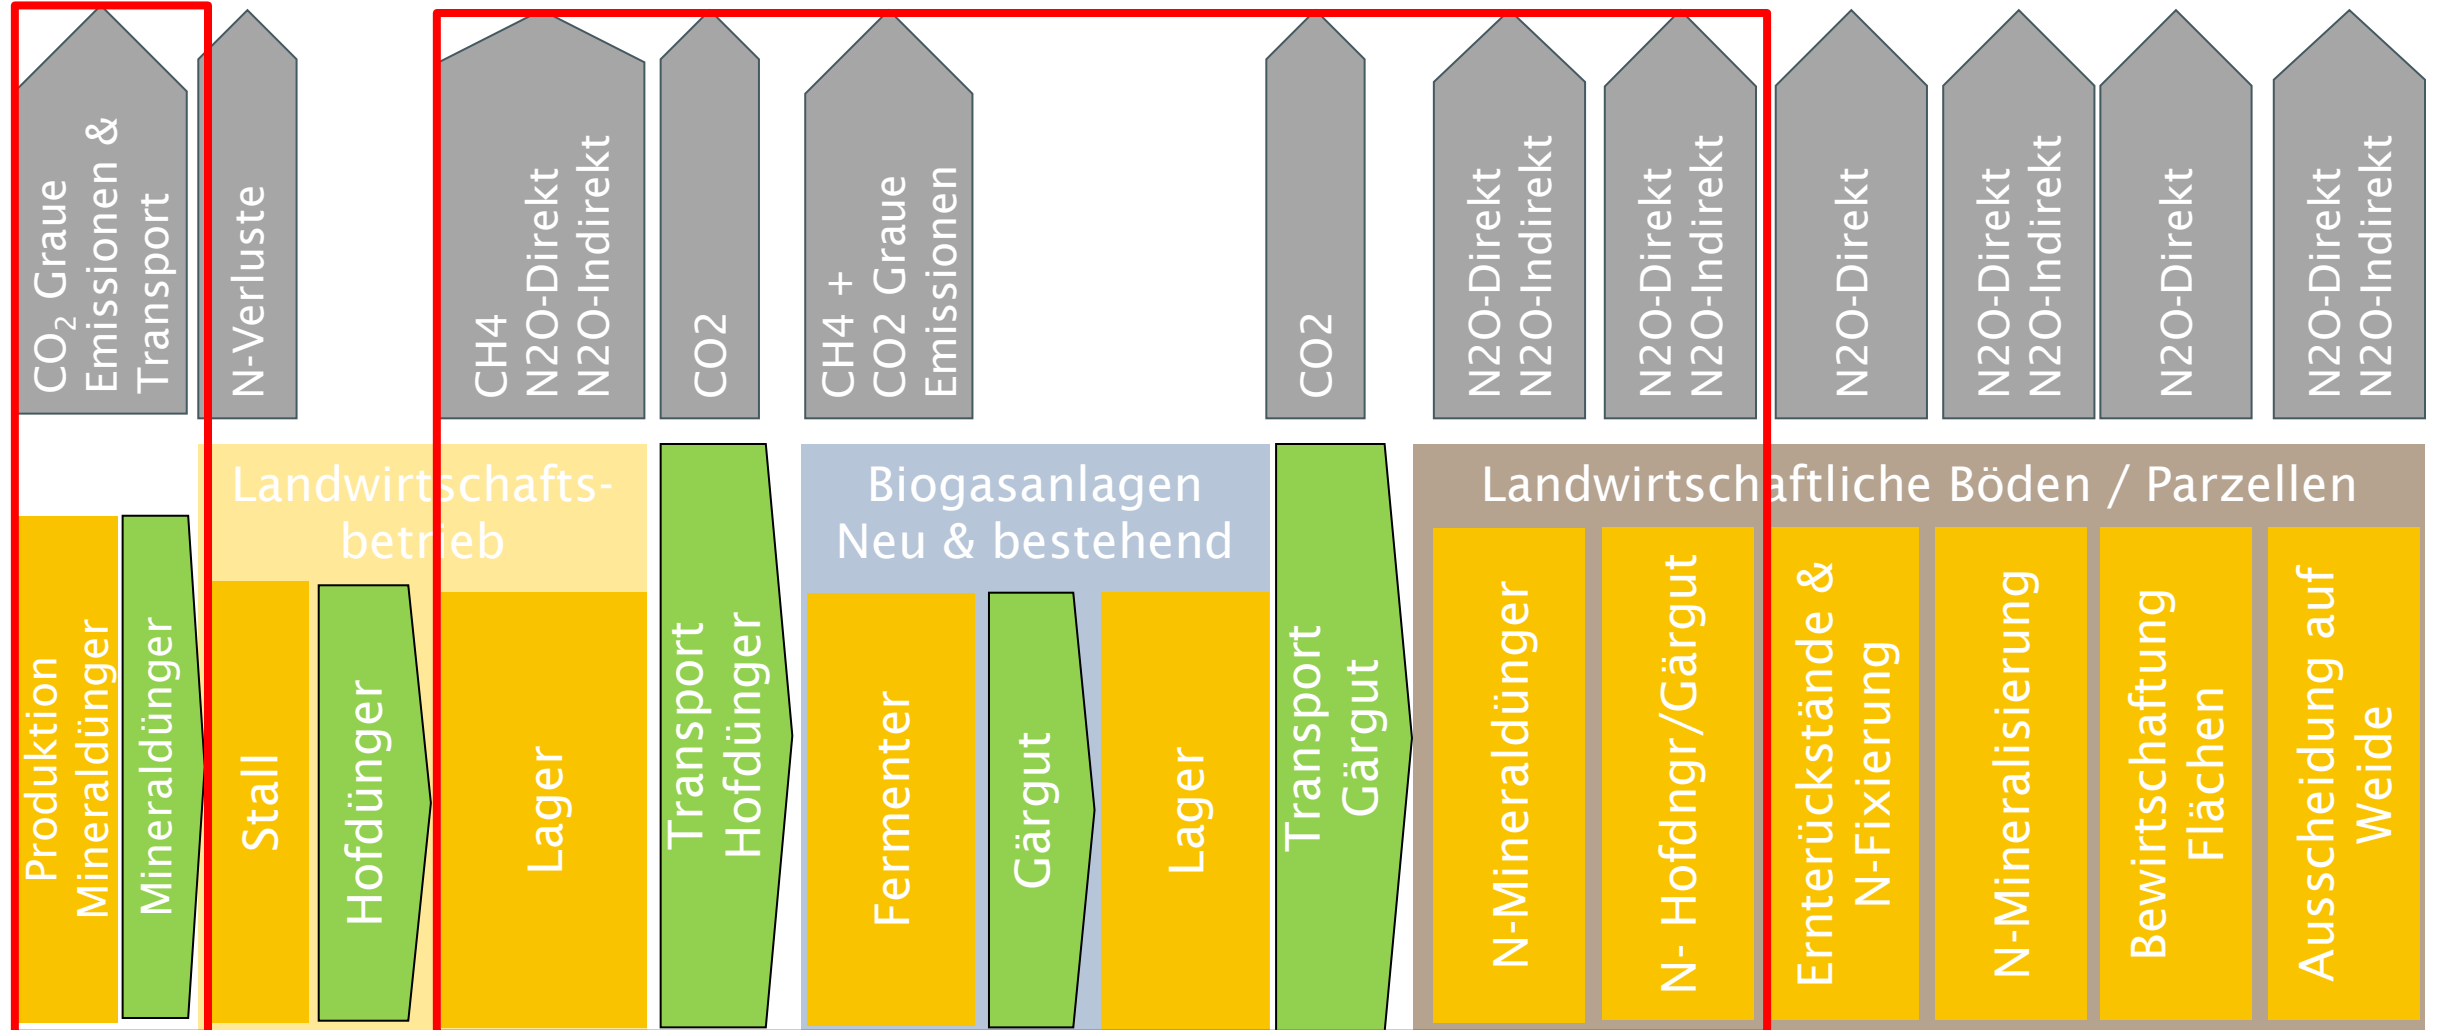 CO₂ Graue
Emissionen &
Transport
N-Verluste
CH4
N2O-Direkt
N2O-Indirekt
CO2
CH4 +
CO2 Graue
Emissionen
CO2
N2O-Direkt
N2O-Indirekt
N2O-Direkt
N2O-Indirekt
N2O-Direkt
N2O-Direkt
N2O-Indirekt
N2O-Direkt
N2O-Direkt
N2O-Indirekt
Produktion
Mineraldünger
Mineraldünger
Landwirtschafts-
betrieb
Stall
Hofdünger
Lager
Transport
Hofdünger
Biogasanlagen
Neu & bestehend
Fermenter
Gärgut
Lager
Transport
Gärgut
Landwirtschaftliche Böden / Parzellen
N-Mineraldünger
N- Hofdngr/Gärgut
Ernterückstände &
N-Fixierung
N-Mineralisierung
Bewirtschaftung
Flächen
Ausscheidung auf
Weide